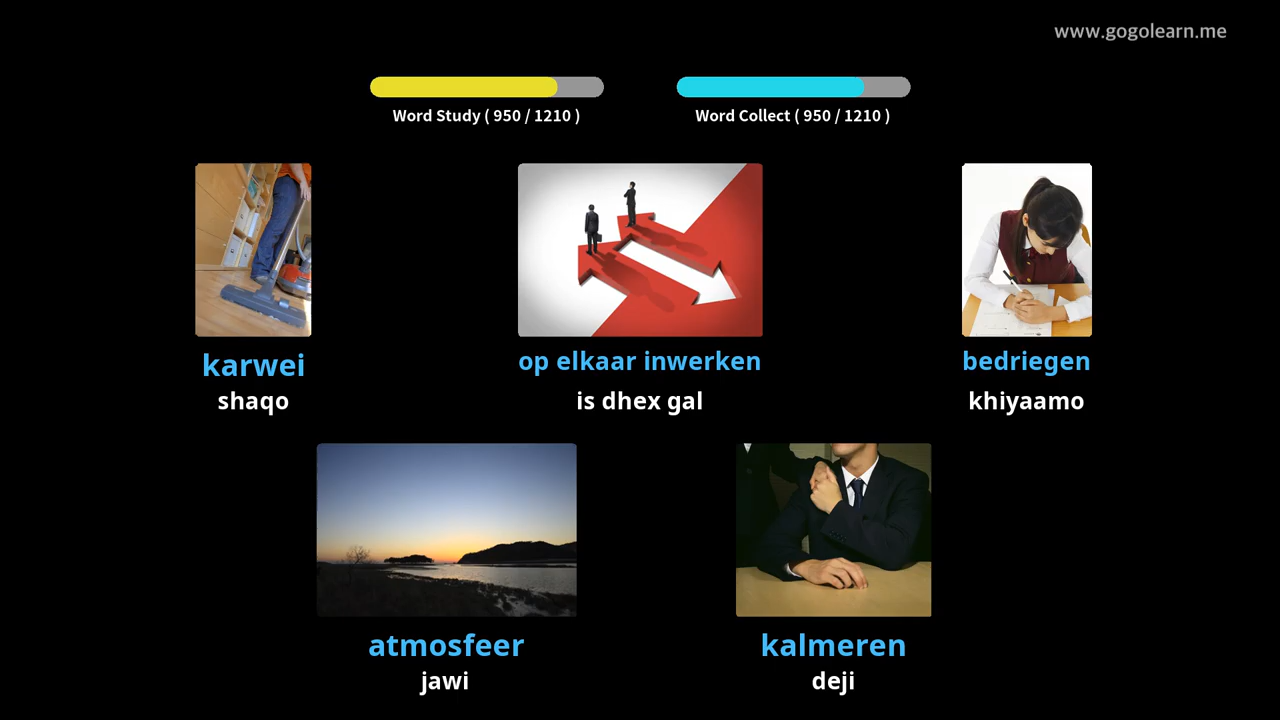 www.gogolearn.me
Word Study ( 950 / 1210 )
Word Collect ( 950 / 1210 )
karwei
shaqo
op elkaar inwerken
is dhex gal
bedriegen
khiyaamo
atmosfeer
jawi
kalmeren
deji